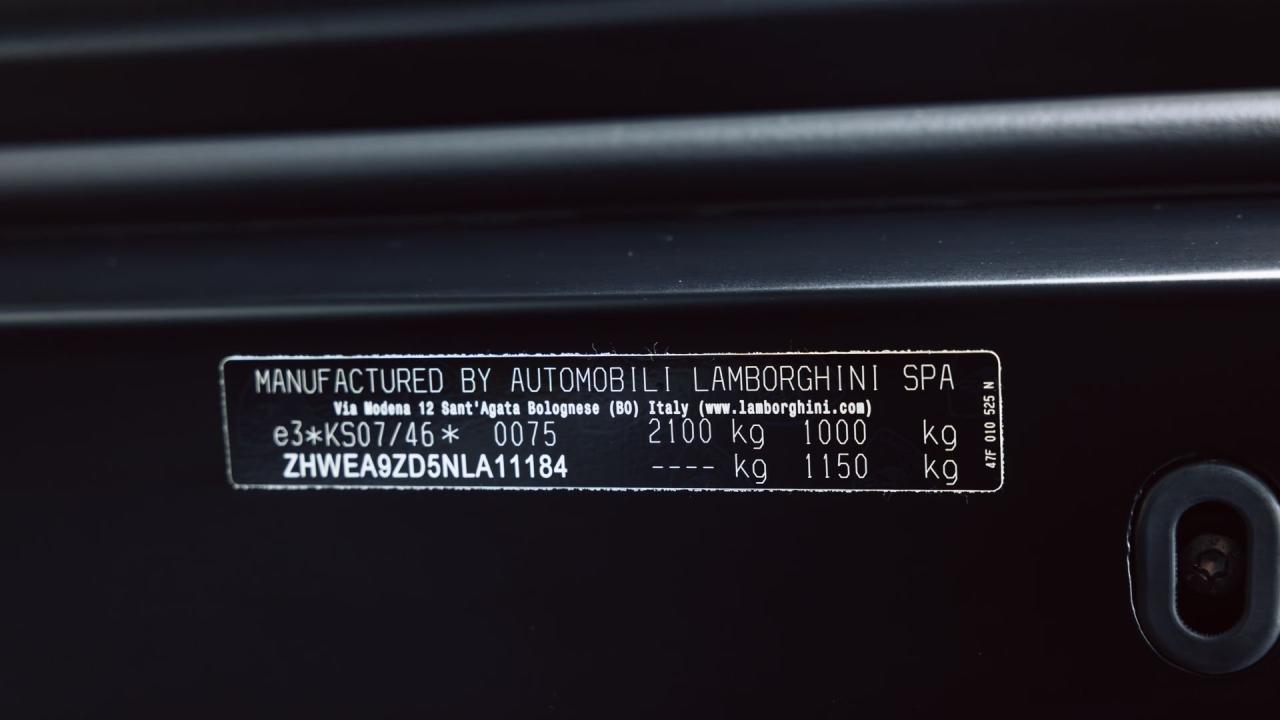 MANUFACTURED BY AUTOMOBILI LAMBORGHINI SPA
Via Modena 12 Sant'Agata Bolognese (BO) Italy (www.lamborghini.com)
e3*KS07/46* 0075 2100 kg 1000 kg
ZHWEA9ZD5NLA11184 ---- kg 1150 kg
47F 010 525 N